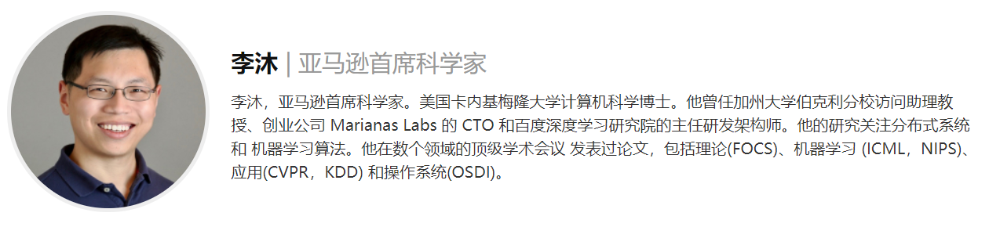 李沐 | 亚马逊首席科学家
李沐，亚马逊首席科学家。美国卡内基梅隆大学计算机科学博士。他曾任加州大学伯克利分校访问助理教
授、创业公司 Marianas Labs 的 CTO 和百度深度学习研究院的主任研发架构师。他的研究关注分布式系统
和 机器学习算法。他在数个领域的顶级学术会议 发表过论文，包括理论(FOCS)、机器学习 (ICML，NIPS)、
应用(CVPR，KDD) 和操作系统(OSDI)。